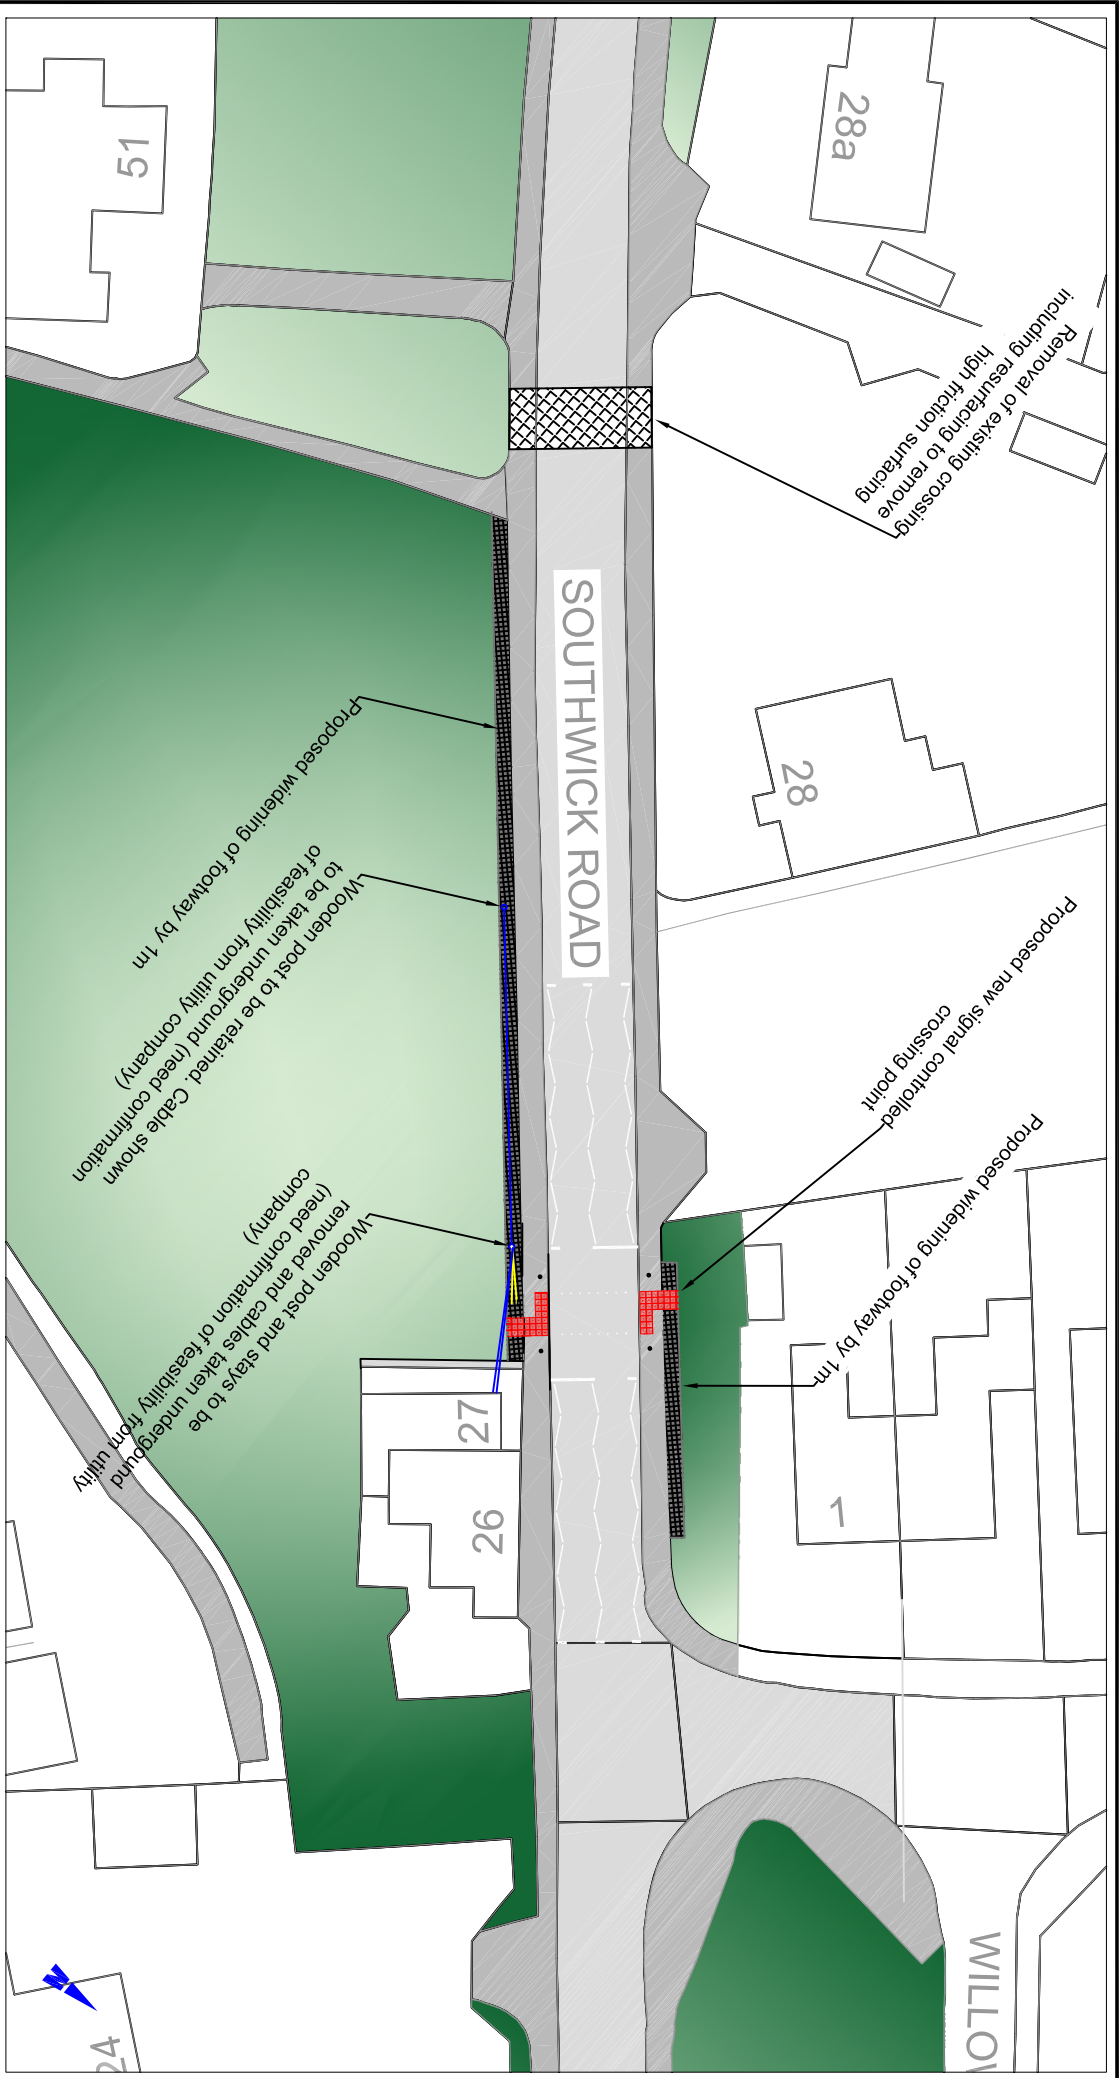 51
28a
Removal of existing crossing
including resurfacing to remove
high friction surfacing
SOUTHWICK ROAD
28
Proposed widening of footway by 1m
Wooden post to be retained. Cable shown
to be taken underground (need confirmation
of feasibility from utility company)
Proposed new signal controlled
crossing point
Wooden post and stays to be
removed and cables taken underground
(need confirmation of feasibility from utility
company)
Proposed widening of footway by 1m
27
26
1
N
24
WILLOW